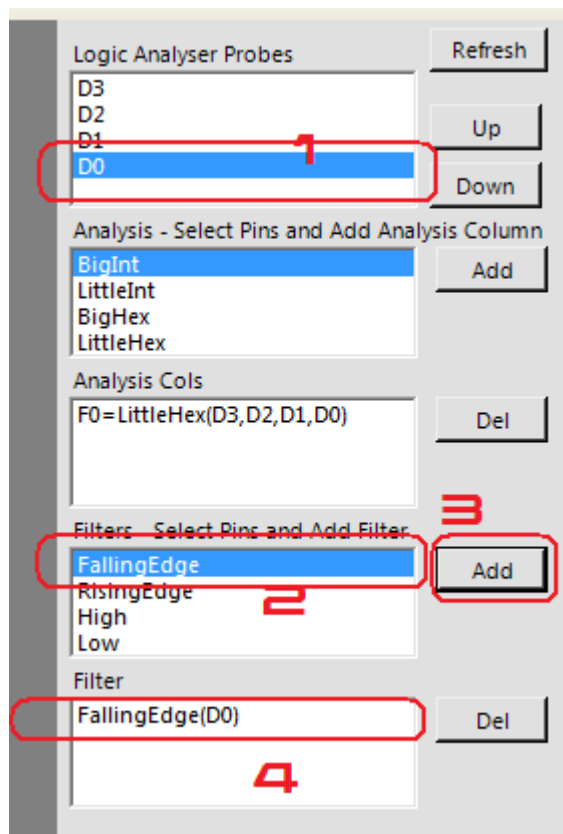 Logic Analyser Probes
Refresh
D3
D2
D1
1
Up
D0
Down
Analysis - Select Pins and Add Analysis Column
BigInt
Add
LittleInt
BigHex
LittleHex
Analysis Cols
F0=LittleHex(D3,D2,D1,D0)
Del
3
Filters - Select Pins and Add Filter
FallingEdge
Add
RisingEdge
2
High
Low
Filter
FallingEdge(D0)
Del
4